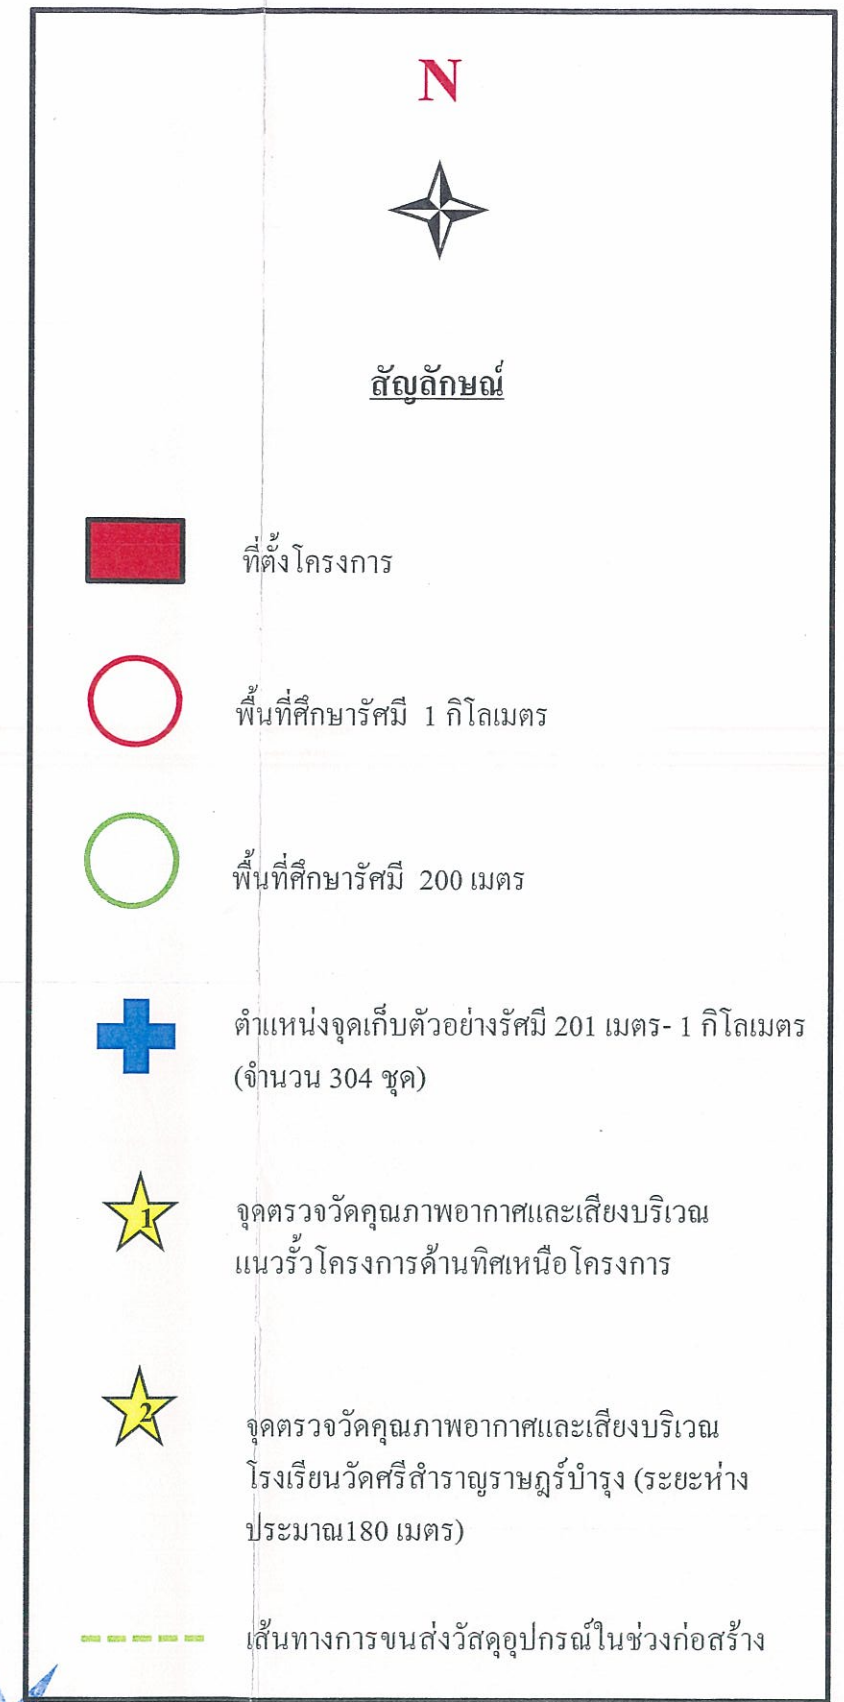 N
สัญลักษณ์
ที่ตั้งโครงการ
พื้นที่ศึกษารัศมี 1 กิโลเมตร
พื้นที่ศึกษารัศมี 200 เมตร
ตำแหน่งจุดเก็บตัวอย่างรัศมี 201 เมตร- 1 กิโลเมตร
(จำนวน 304 ชุด)
1
จุดตรวจวัดคุณภาพอากาศและเสียงบริเวณ
แนวรั้วโครงการด้านทิศเหนือโครงการ
2
จุดตรวจวัดคุณภาพอากาศและเสียงบริเวณ
โรงเรียนวัดศรีสำราญราษฎร์บำรุง (ระยะห่าง
ประมาณ180 เมตร)
เส้นทางการขนส่งวัสดุอุปกรณ์ในช่วงก่อสร้าง